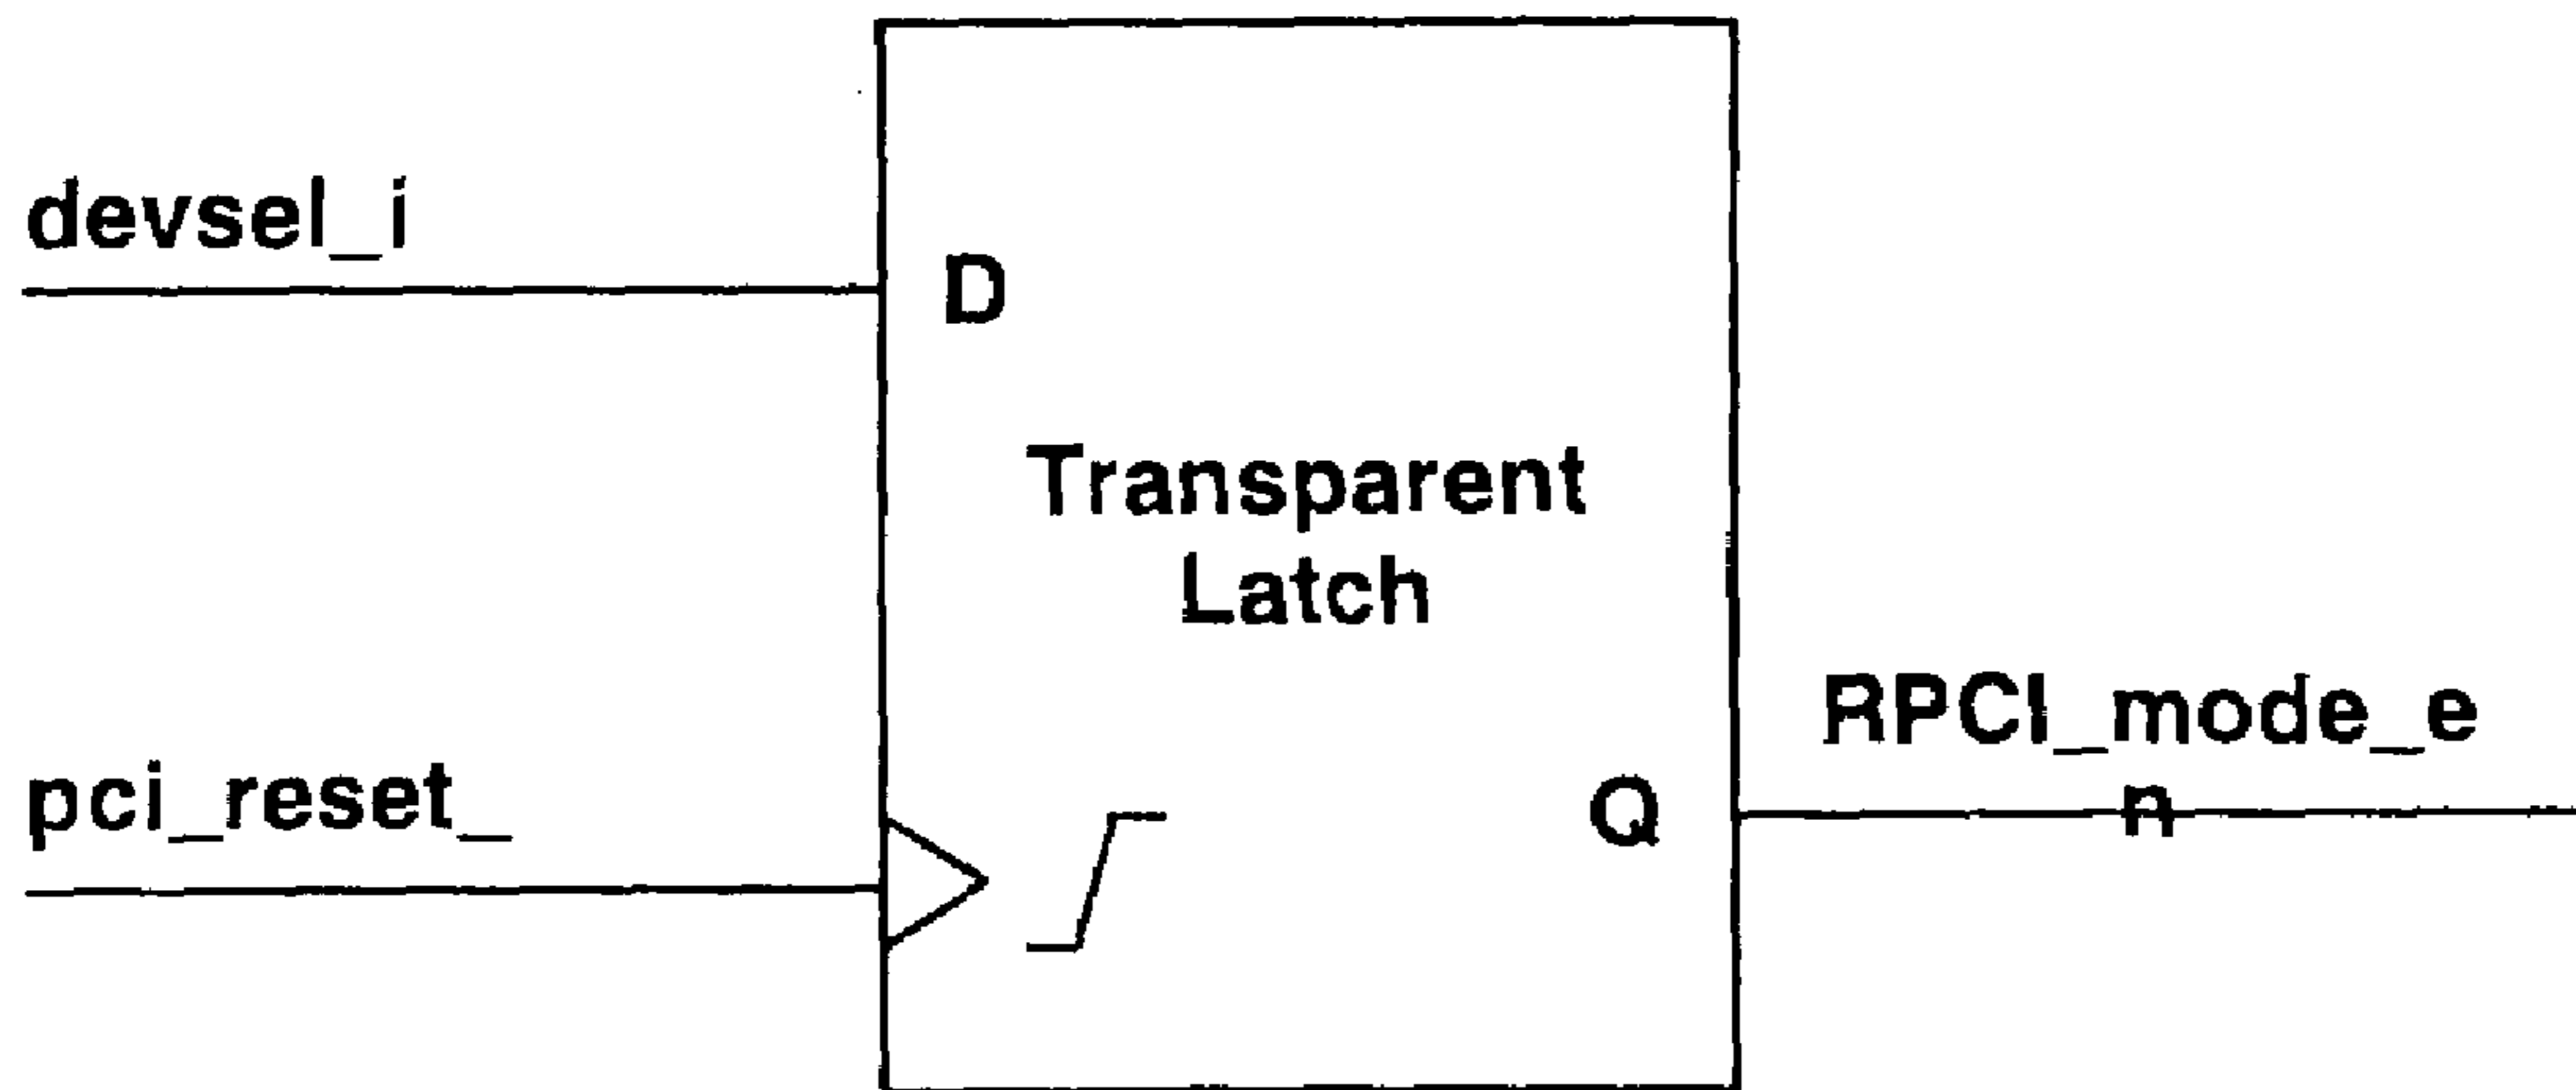 devsel_i
D
Transparent
Latch
RPCI_mode_e
n
pci_reset_
Q